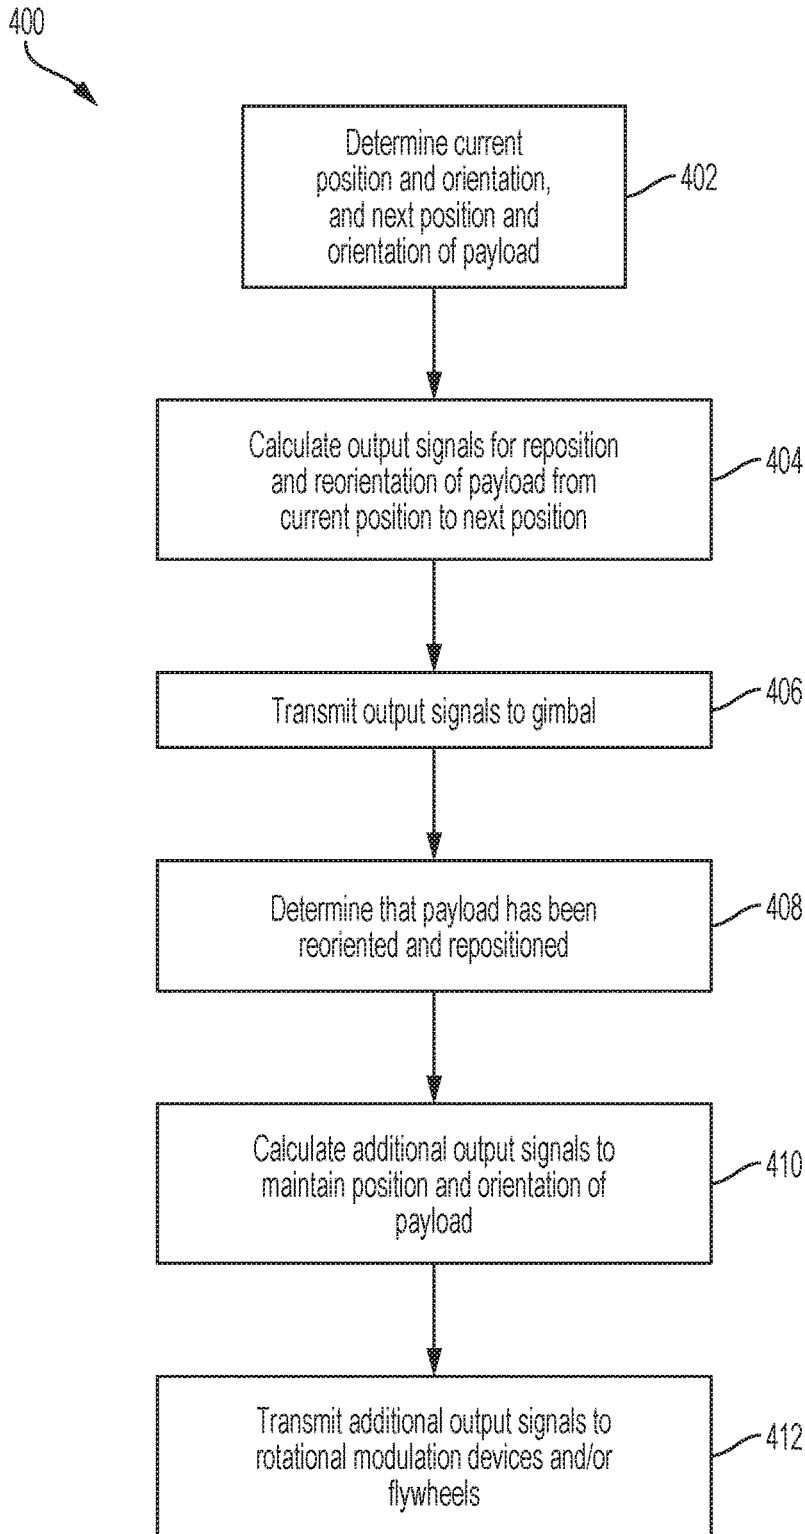 400
Determine current
position and orientation,
and next position and
orientation of payload
402
Calculate output signals for reposition
and reorientation of payload from
current position to next position
404
Transmit output signals to gimbal
406
Determine that payload has been
reoriented and repositioned
408
Calculate additional output signals to
maintain position and orientation of
payload
410
Transmit additional output signals to
rotational modulation devices and/or
flywheels
412